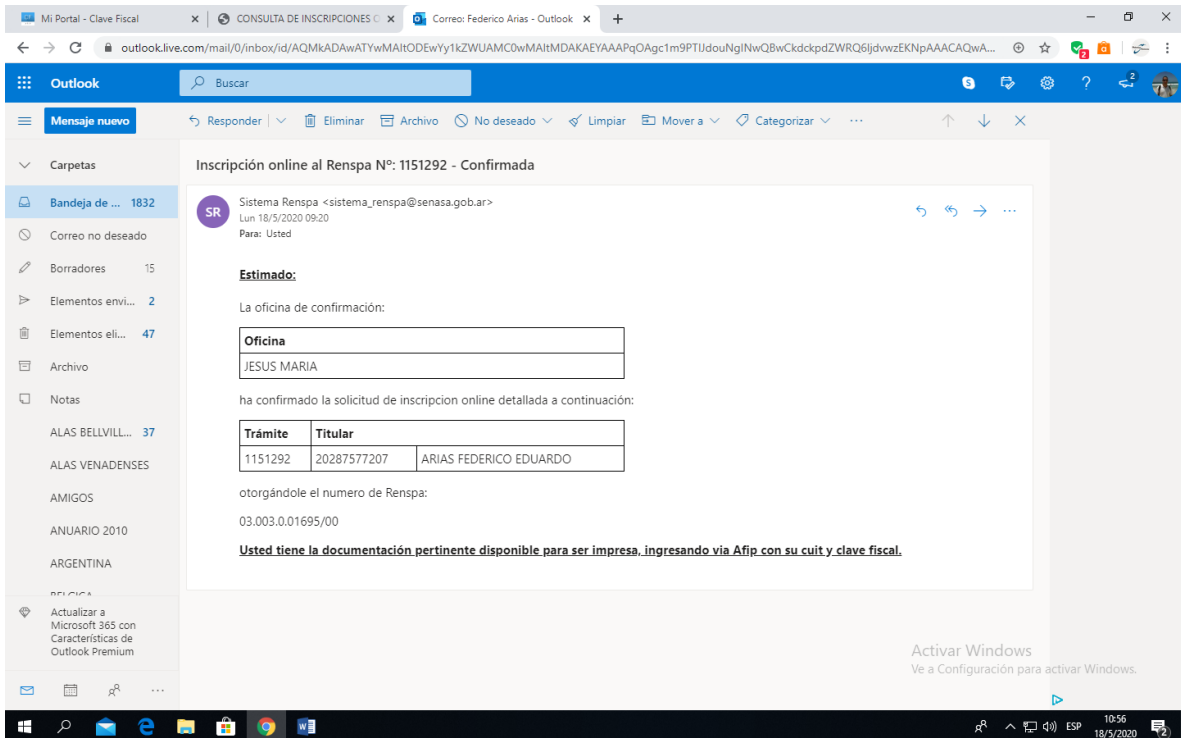 Mi Portal - Clave Fiscal
CONSULTA DE INSCRIPCIONES C
Correo: Federico Arias - Outlook
outlook.live.com/mail/0/inbox/id/AQMkADAwATYwMAItODEwYy1kZWUAMC0wMAItMDAKAEYAAAPqOAgc1m9PTIJdouNgINwQBwCkdckpdZWRQ6ljdvwzEKNpAAACAQwA...
2
Outlook
Buscar
2
Mensaje nuevo
Responder
Eliminar
Archivo
No deseado
Limpiar
Mover a
Categorizar
Carpetas
Bandeja de ... 1832
Correo no deseado
Borradores 15
Elementos envi... 2
Elementos eli... 47
Archivo
Notas
ALAS BELLVILL... 37
ALAS VENADENSES
AMIGOS
ANUARIO 2010
ARGENTINA
BELGICA
Actualizar a
Microsoft 365 con
Características de
Outlook Premium
Inscripción online al Renspa Nº: 1151292 - Confirmada
SR
Sistema Renspa <sistema_renspa@senasa.gob.ar>
Lun 18/5/2020 09:20
Para: Usted
Estimado:
La oficina de confirmación:
Oficina
JESUS MARIA
ha confirmado la solicitud de inscripcion online detallada a continuación:
Trámite Titular
1151292 20287577207 ARIAS FEDERICO EDUARDO
otorgándole el numero de Renspa:
03.003.0.01695/00
Usted tiene la documentación pertinente disponible para ser impresa, ingresando via Afip con su cuit y clave fiscal.
Activar Windows
Ve a Configuración para activar Windows.
ESP
10:56
18/5/2020
2